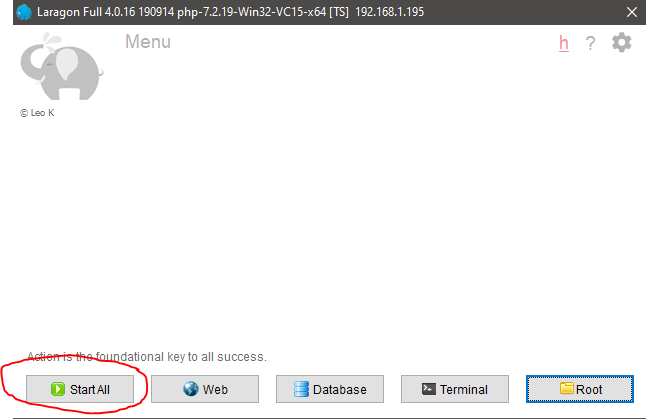 Laragon Full 4.0.16 190914 php-7.2.19-Win32-VC15-x64 [TS] 192.168.1.195
Menu
h ?
© Leo K
Action is the foundational key to all success.
Start All Web Database Terminal Root